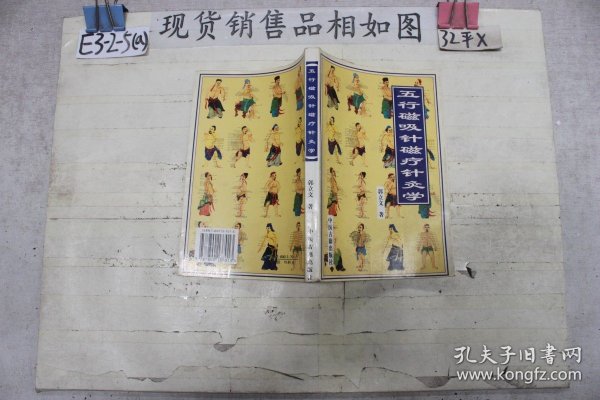 E3-2-5(a)
现货销售品相如图
32平X
五行磁吸针磁疗针灸学
郭立文 著
中国古籍出版社
五行磁吸针磁疗针灸学
郭立文 著
孔夫子旧书网
www.kongfz.com